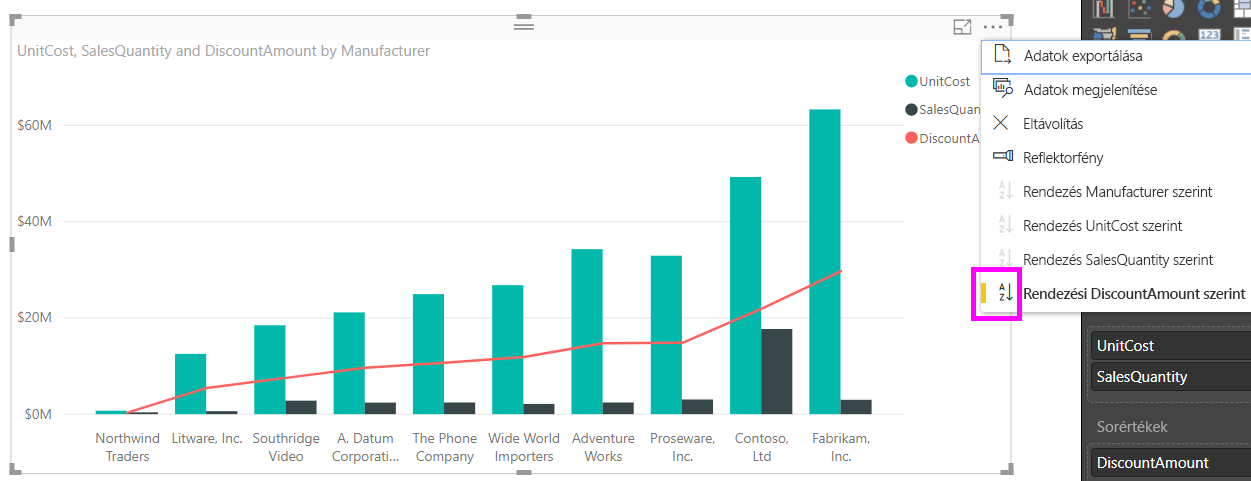 UnitCost, SalesQuantity and DiscountAmount by Manufacturer
UnitCost
SalesQuan
DiscountA
$60M
$40M
$20M
$0M
Northwind Traders
Litware, Inc.
Southridge Video
A. Datum Corporati...
The Phone Company
Wide World Importers
Adventure Works
Proseware, Inc.
Contoso, Ltd
Fabrikam, Inc.
Adatok exportálása
Adatok megjelenítése
Eltávolítás
Reflektorfény
Rendezés Manufacturer szerint
Rendezés UnitCost szerint
Rendezés SalesQuantity szerint
Rendezési DiscountAmount szerint
123
UnitCost
SalesQuantity
Sorértékek
DiscountAmount